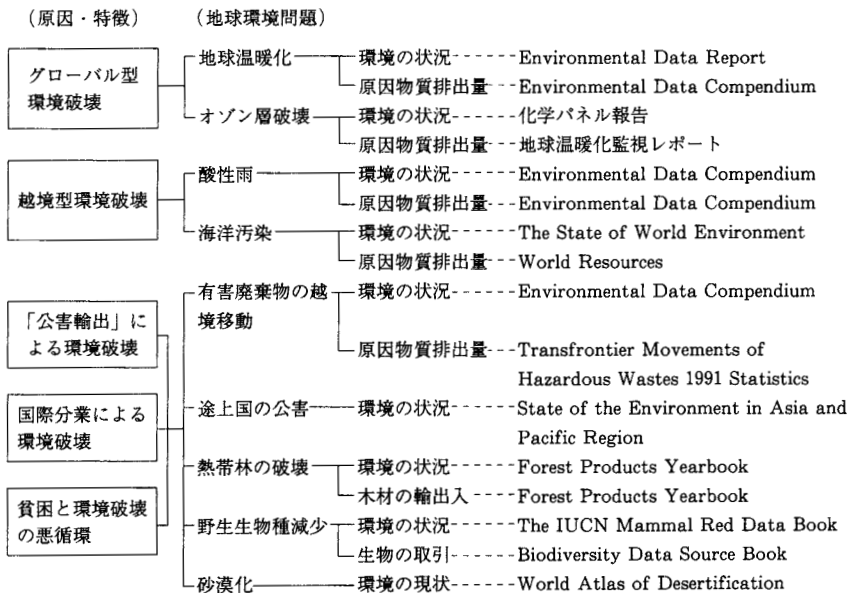 (原因・特徴) (地球環境問題)
地球温暖化 環境の状況 Environmental Data Report
グローバル型
環境破壊
原因物質排出量 Environmental Data Compendium
オゾン層破壊 環境の状況 化学パネル報告
原因物質排出量 地球温暖化監視レポート
酸性雨 環境の状況 Environmental Data Compendium
越境型環境破壊 原因物質排出量 Environmental Data Compendium
海洋汚染 環境の状況 The State of World Environment
原因物質排出量 World Resources
有害廃棄物の越
境移動
環境の状況 Environmental Data Compendium
「公害輸出」に
よる環境破壊
原因物質排出量 Transfrontier Movements of
Hazardous Wastes 1991 Statistics
国際分業による
環境破壊
途上国の公害 環境の状況 State of the Environment in Asia and
Pacific Region
熱帯林の破壊 環境の状況 Forest Products Yearbook
木材の輸出入 Forest Products Yearbook
貧困と環境破壊
の悪循環
野生生物種減少 環境の状況 The IUCN Mammal Red Data Book
生物の取引 Biodiversity Data Source Book
砂漠化 環境の現状 World Atlas of Desertification